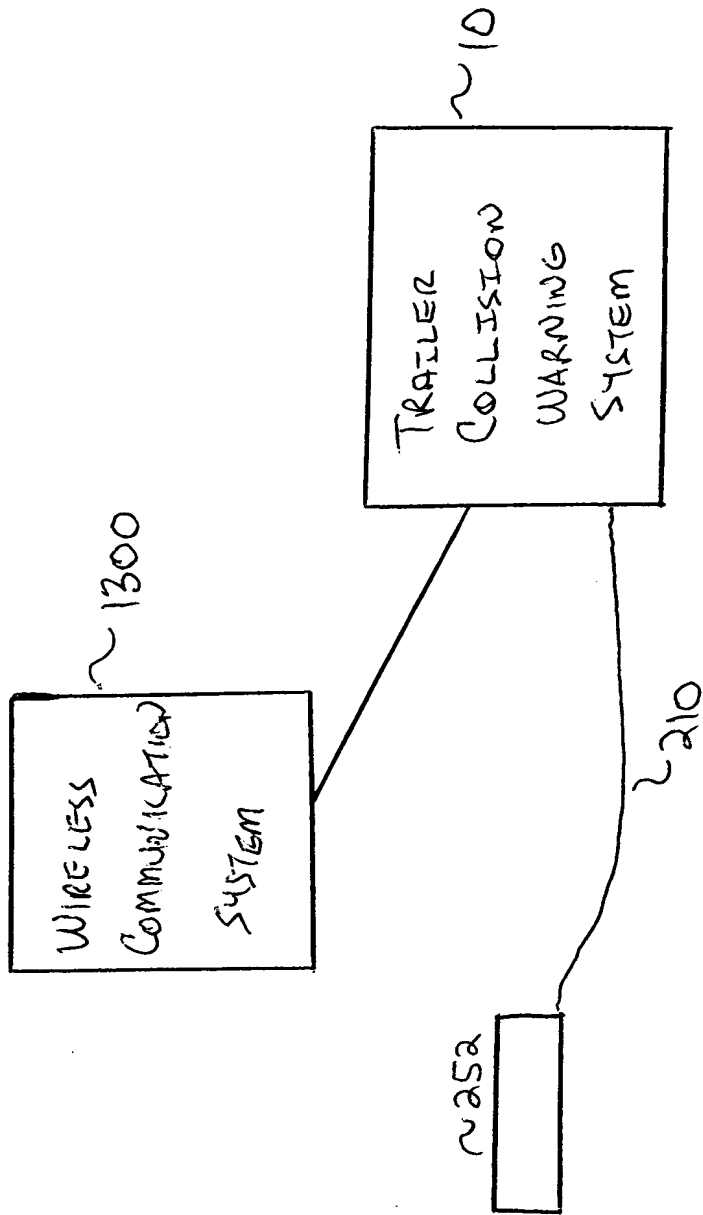 WIRELESS
COMMUNICATION
SYSTEM
~1300
TRAILER
COLLISION
WARNING
SYSTEM
~10
~252
~210